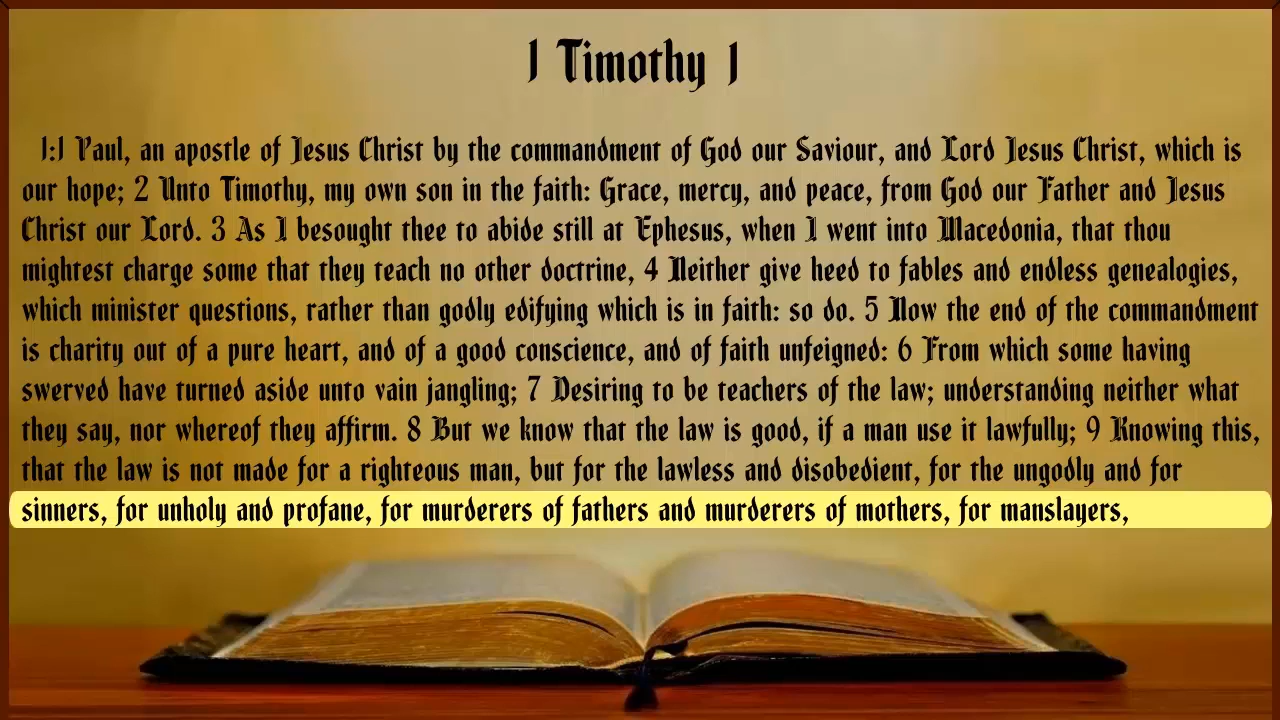 1 Timothy 1
1:1 Paul, an apostle of Jesus Christ by the commandment of God our Saviour, and Lord Jesus Christ, which is
our hope; 2 Unto Timothy, my own son in the faith: Grace, mercy, and peace, from God our Father and Jesus
Christ our Lord. 3 As I besought thee to abide still at Ephesus, when I went into Macedonia, that thou
mightest charge some that they teach no other doctrine, 4 Neither give heed to fables and endless genealogies,
which minister questions, rather than godly edifying which is in faith: so do. 5 Now the end of the commandment
is charity out of a pure heart, and of a good conscience, and of faith unfeigned: 6 From which some having
swerved have turned aside unto vain jangling; 7 Desiring to be teachers of the law; understanding neither what
they say, nor whereof they affirm. 8 But we know that the law is good, if a man use it lawfully; 9 Knowing this,
that the law is not made for a righteous man, but for the lawless and disobedient, for the ungodly and for
sinners, for unholy and profane, for murderers of fathers and murderers of mothers, for manslayers,